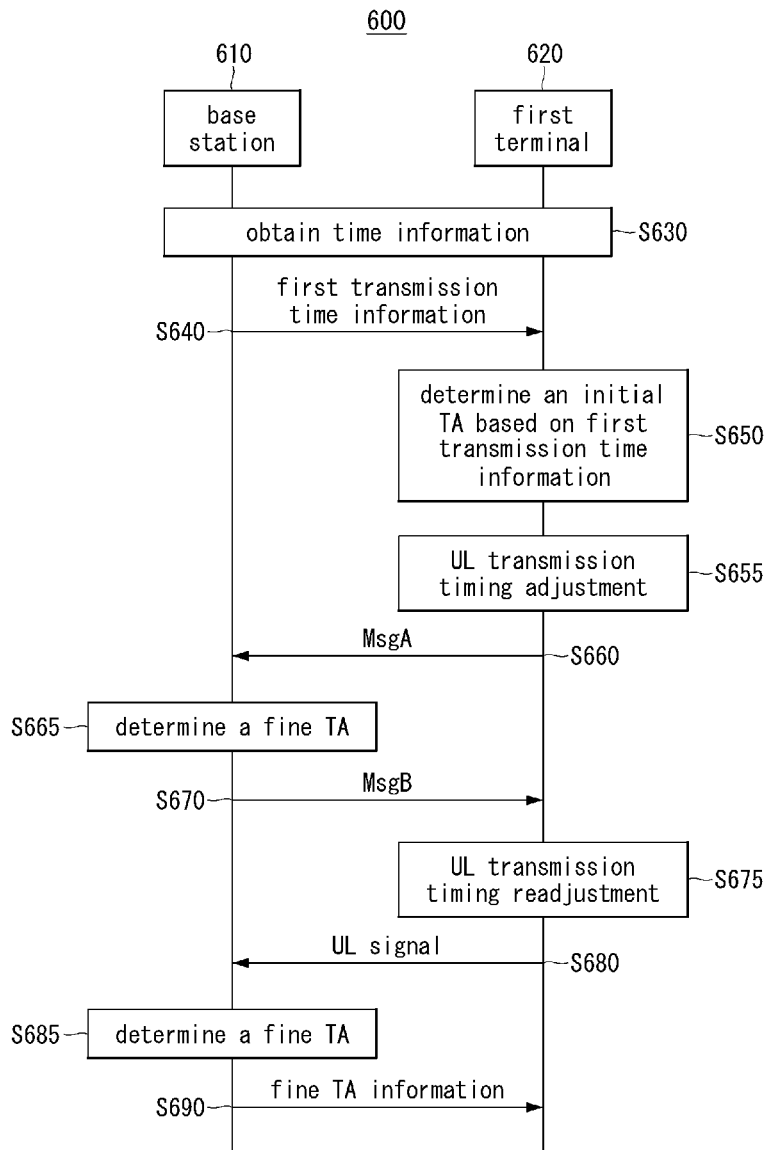 600
610
620
base
station
first
terminal
obtain time information
S630
first transmission
time information
S640
determine an initial
TA based on first
transmission time
information
S650
UL transmission
timing adjustment
S655
MsgA
S660
S665
determine a fine TA
MsgB
S670
UL transmission
timing readjustment
S675
UL signal
S680
S685
determine a fine TA
fine TA information
S690